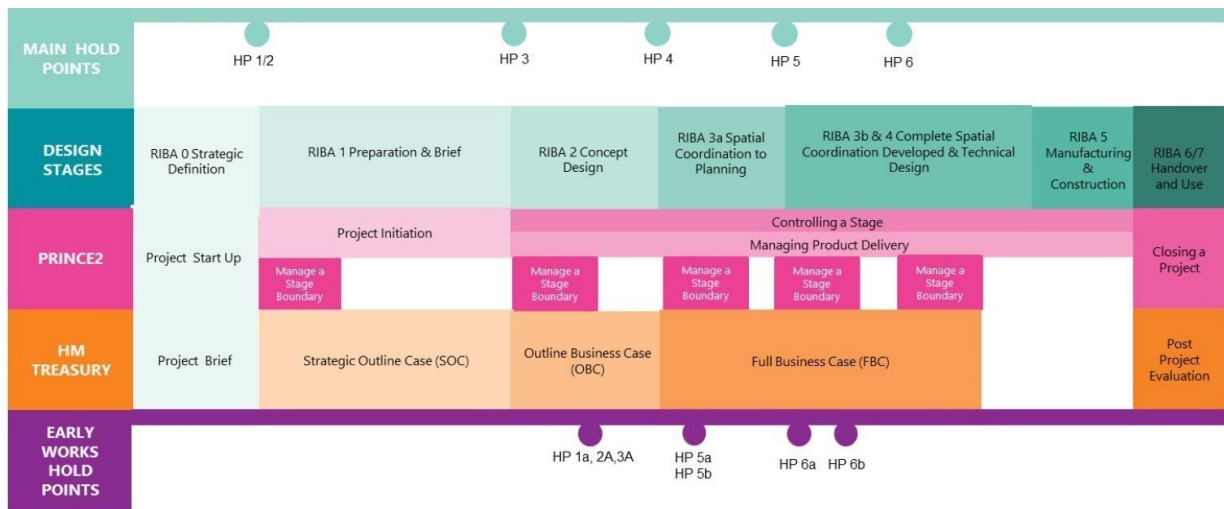 MAIN HOLD
POINTS
HP 1/2
HP 3
HP 4
HP 5
HP 6
DESIGN
STAGES
RIBA 0 Strategic
Definition
RIBA 1 Preparation & Brief
RIBA 2 Concept
Design
RIBA 3a Spatial
Coordination to
Planning
RIBA 3b & 4 Complete Spatial
Coordination Developed & Technical
Design
RIBA 5
Manufacturing
&
Construction
RIBA 6/7
Handover
and Use
PRINCE2
Project Start Up
Project Initiation
Controlling a Stage
Managing Product Delivery
Manage a
Stage
Boundary
Manage a
Stage
Boundary
Manage a
Stage
Boundary
Manage a
Stage
Boundary
Manage a
Stage
Boundary
Closing a
Project
HM
TREASURY
Project Brief
Strategic Outline Case (SOC)
Outline Business Case
(OBC)
Full Business Case (FBC)
Post
Project
Evaluation
EARLY
WORKS
HOLD
POINTS
HP 1a, 2A,3A
HP 5a
HP 5b
HP 6a
HP 6b